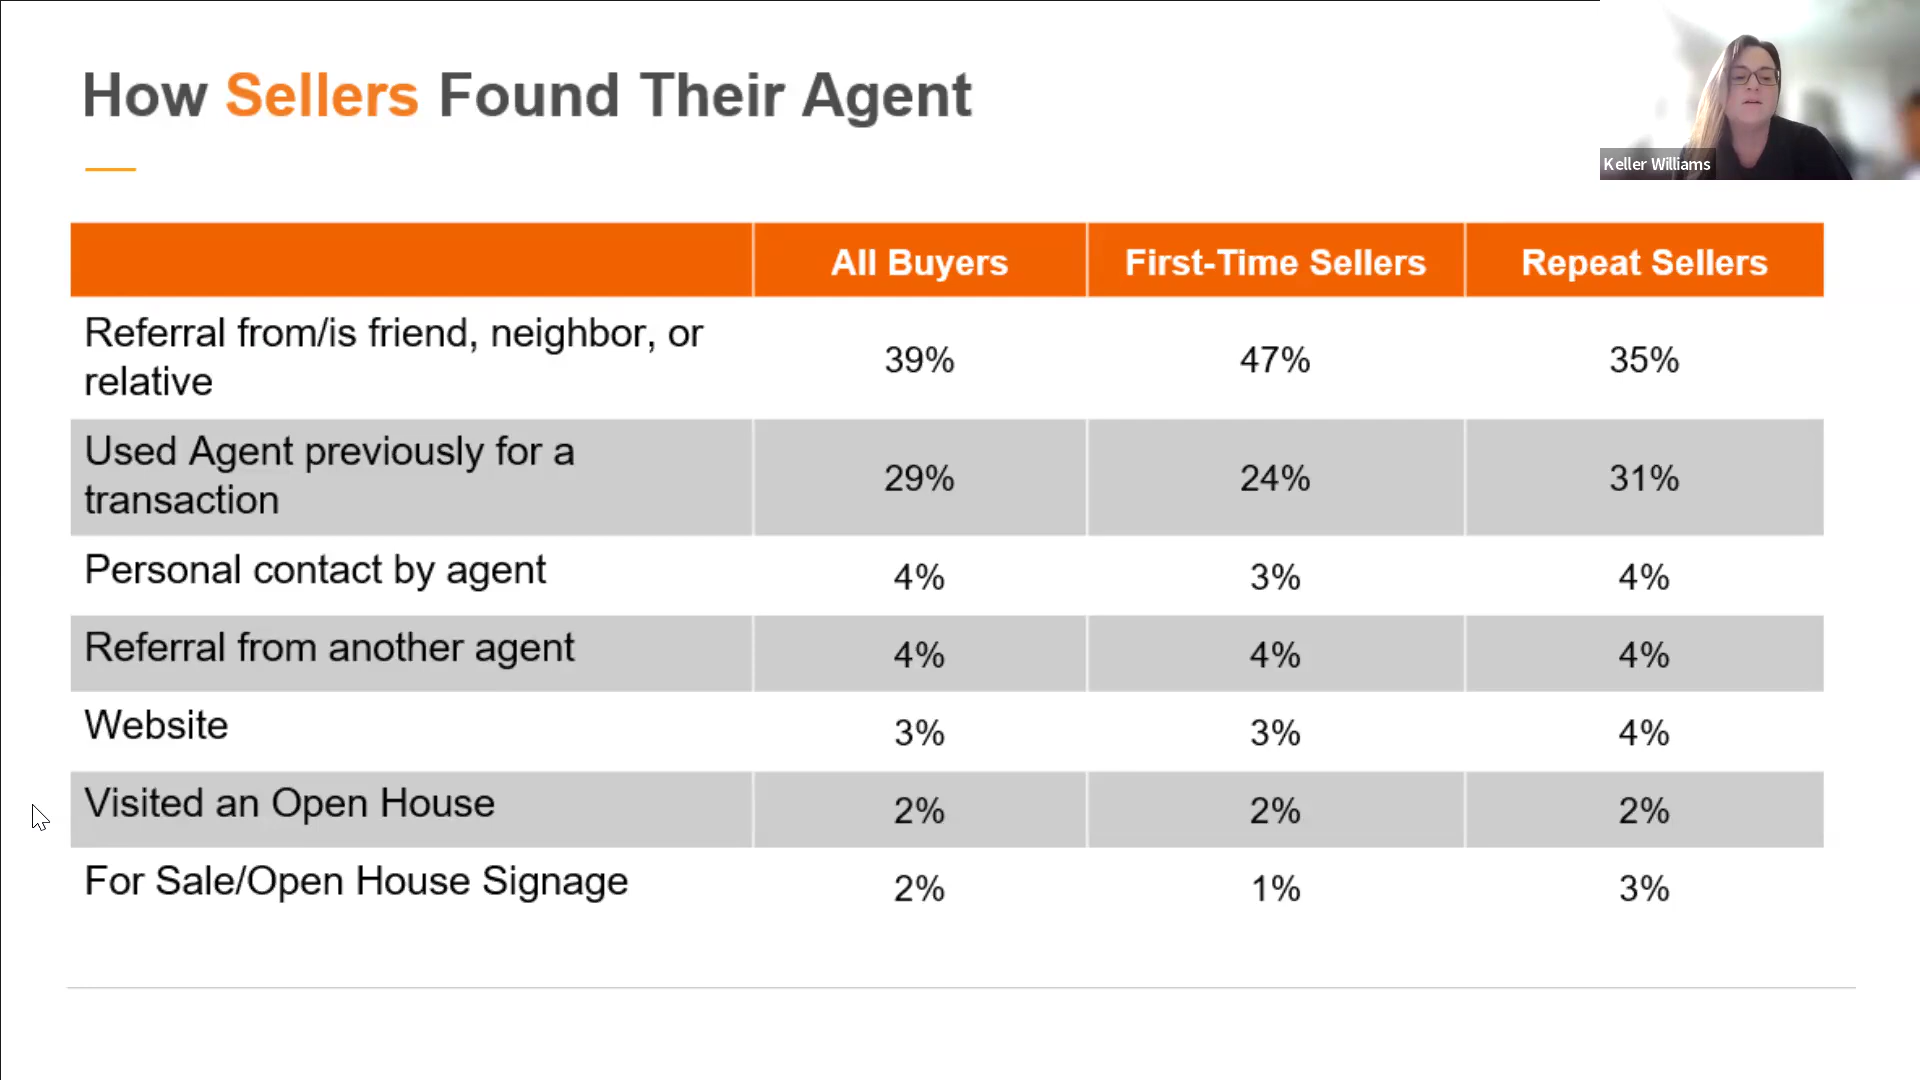 How Sellers Found Their Agent
Keller Williams
All Buyers First-Time Sellers Repeat Sellers
Referral from/is friend, neighbor, or
relative
39% 47% 35%
Used Agent previously for a
transaction
29% 24% 31%
Personal contact by agent 4% 3% 4%
Referral from another agent 4% 4% 4%
Website 3% 3% 4%
Visited an Open House 2% 2% 2%
For Sale/Open House Signage 2% 1% 3%